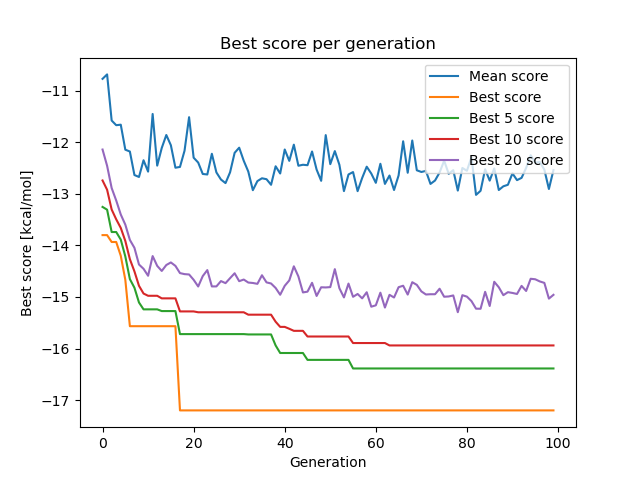 Best score per generation
Best score [kcal/mol]
−11
−12
−13
−14
−15
−16
−17
Mean score
Best score
Best 5 score
Best 10 score
Best 20 score
0 20 40 60 80 100
Generation